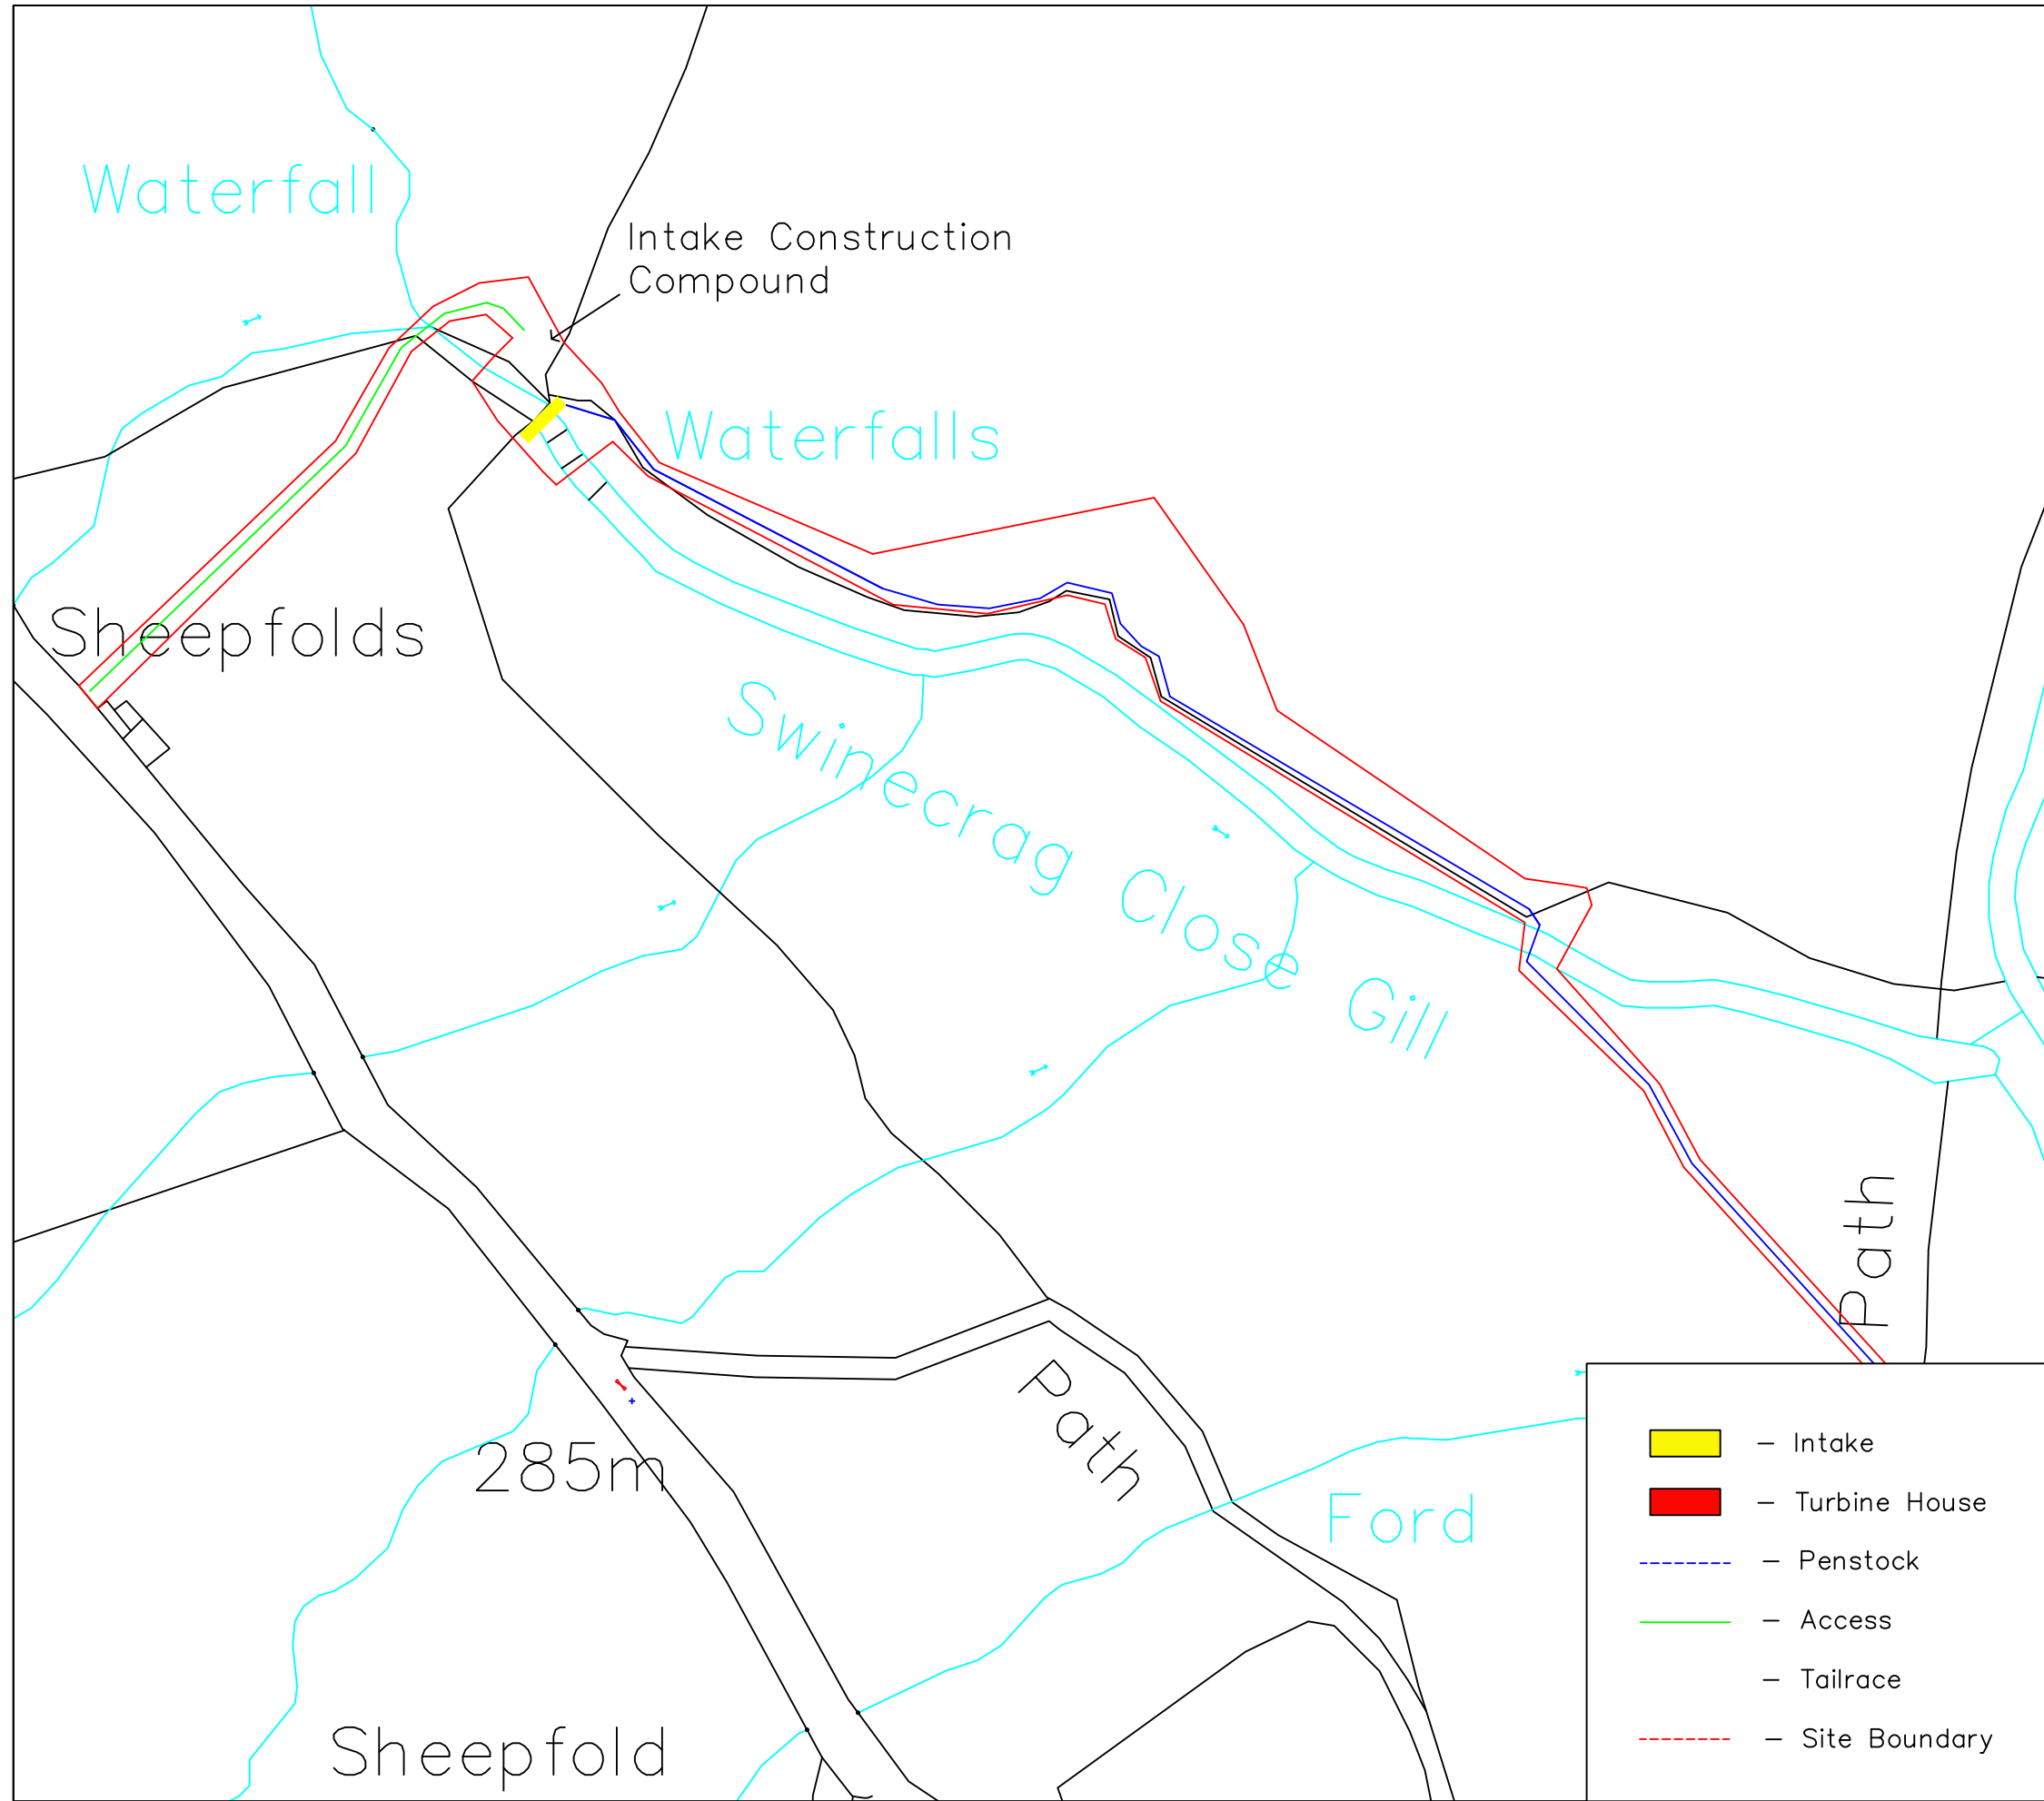 Waterfall
Intake Construction
Compound
Waterfalls
Sheepfolds
Swinecrag Close Gill
Path
Path
285m
Ford
Sheepfold
– Intake
– Turbine House
– Penstock
– Access
– Tailrace
– Site Boundary